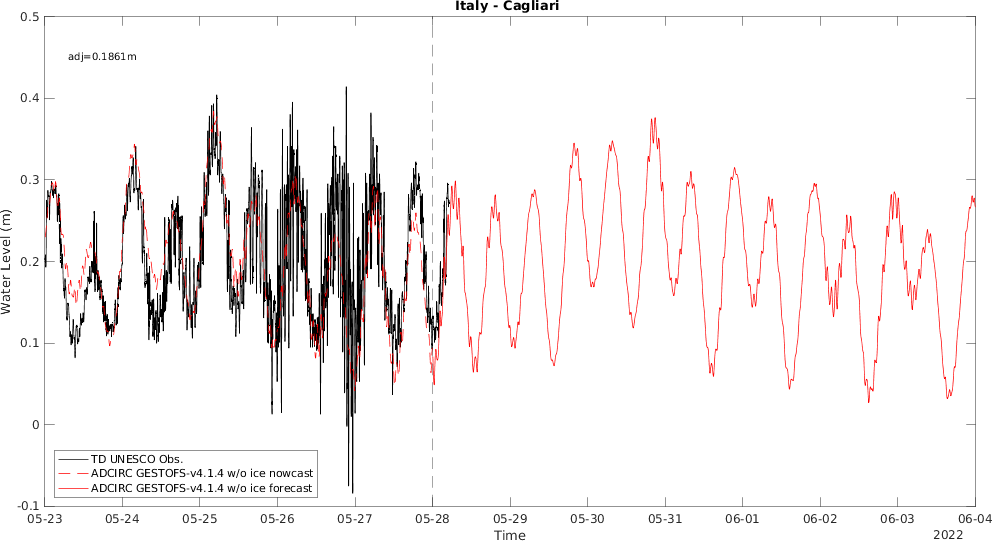 Italy - Cagliari
0.5
adj=0.1861m
0.4
0.3
0.2
0.1
0
-0.1
Water Level (m)
TD UNESCO Obs.
ADCIRC GESTOFS-v4.1.4 w/o ice nowcast
ADCIRC GESTOFS-v4.1.4 w/o ice forecast
05-23 05-24 05-25 05-26 05-27 05-28 05-29 05-30 05-31 06-01 06-02 06-03 06-04
Time
2022